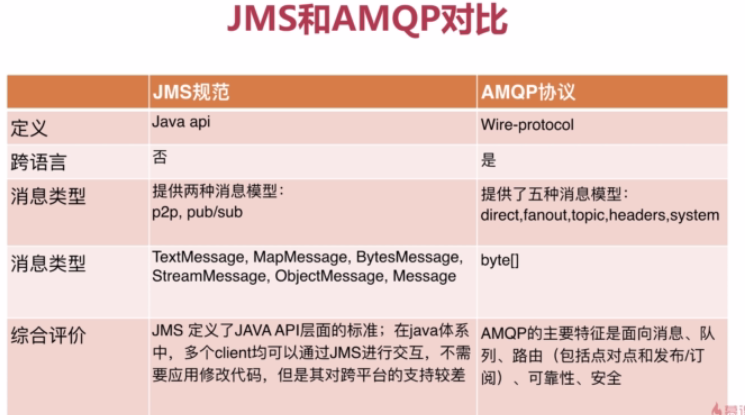 JMS和AMQP对比
JMS规范
AMQP协议
定义
Java api
Wire-protocol
跨语言
否
是
消息类型
提供两种消息模型：
p2p, pub/sub
提供了五种消息模型：
direct,fanout,topic,headers,system
消息类型
TextMessage, MapMessage, BytesMessage,
StreamMessage, ObjectMessage, Message
byte[]
综合评价
JMS 定义了JAVA API层面的标准；在java体系
中，多个client均可以通过JMS进行交互，不需
要应用修改代码，但是其对跨平台的支持较差
AMQP的主要特征是面向消息、队
列、路由（包括点对点和发布/订
阅）、可靠性、安全